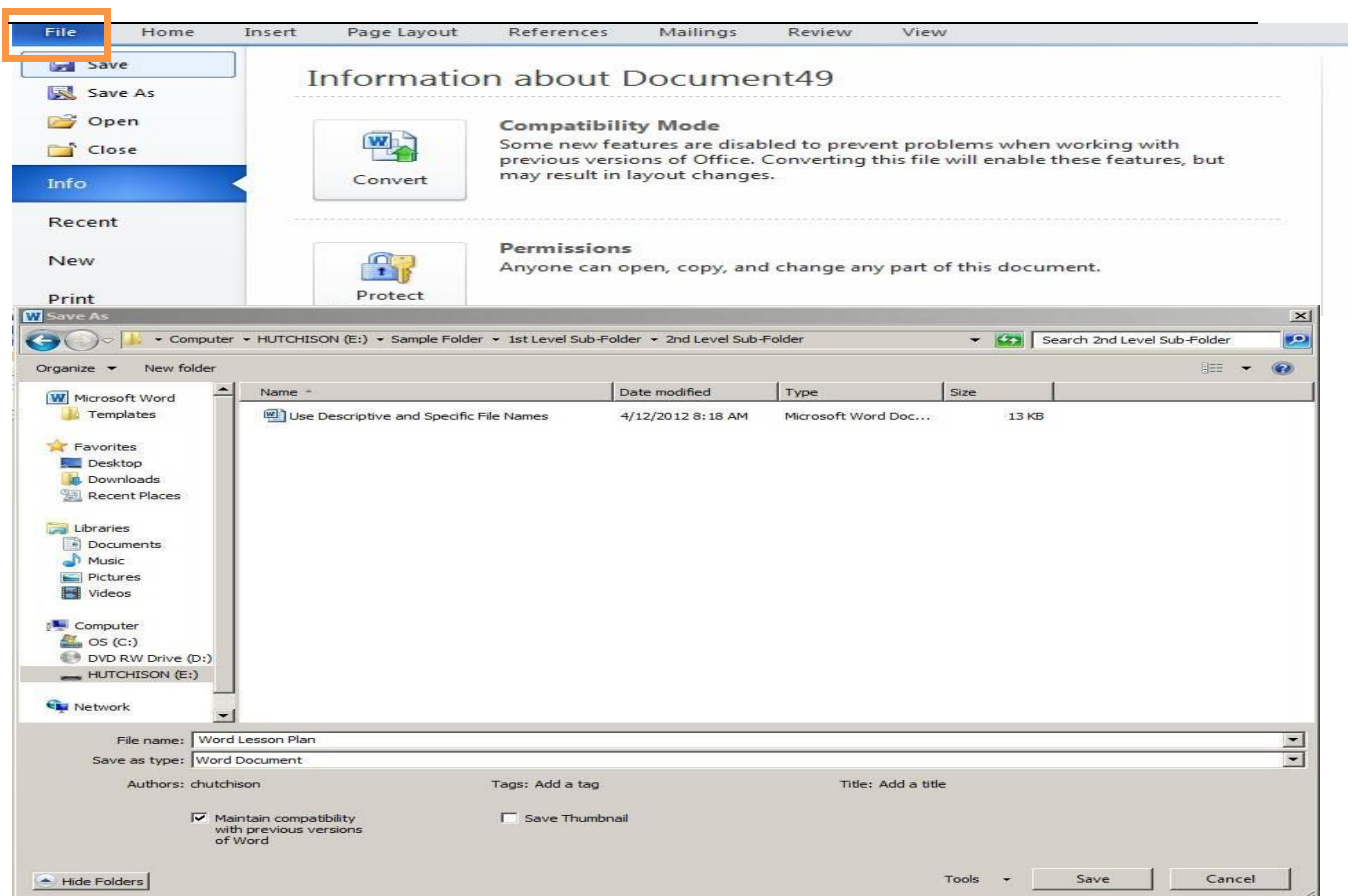 File Home Insert Page Layout References Mailings Review View
Save
Save As
Open
Close
Info
Recent
New
Print
Information about Document49
Convert
Compatibility Mode
Some new features are disabled to prevent problems when working with
previous versions of Office. Converting this file will enable these features, but
may result in layout changes.
Protect
Permissions
Anyone can open, copy, and change any part of this document.
W Save As
Computer HUTCHISON (E:) Sample Folder 1st Level Sub-Folder 2nd Level Sub-Folder Search 2nd Level Sub-Folder
Organize New folder
Microsoft Word
Templates
Favorites
Desktop
Downloads
Recent Places
Libraries
Documents
Music
Pictures
Videos
Computer
OS (C:)
DVD RW Drive (D:)
HUTCHISON (E:)
Network
Name Date modified Type Size
Use Descriptive and Specific File Names 4/12/2012 8:18 AM Microsoft Word Doc... 13 KB
File name: Word Lesson Plan
Save as type: Word Document
Authors: chutchison Tags: Add a tag Title: Add a title
Maintain compatibility
with previous versions
of Word
Save Thumbnail
Hide Folders Tools Save Cancel